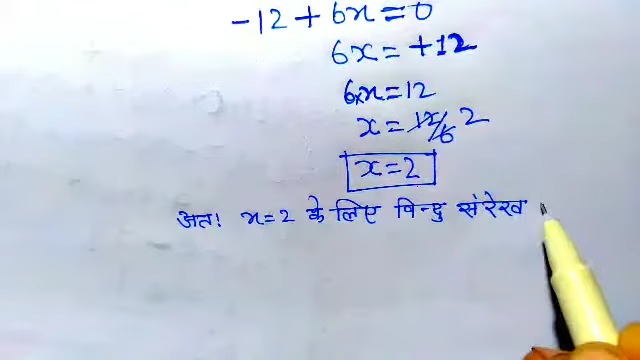 -12 + 6x = 0
6x = +12
6x = 12
x = 12/6 2
x = 2
अतः x = 2 के लिए विन्दु संरेख